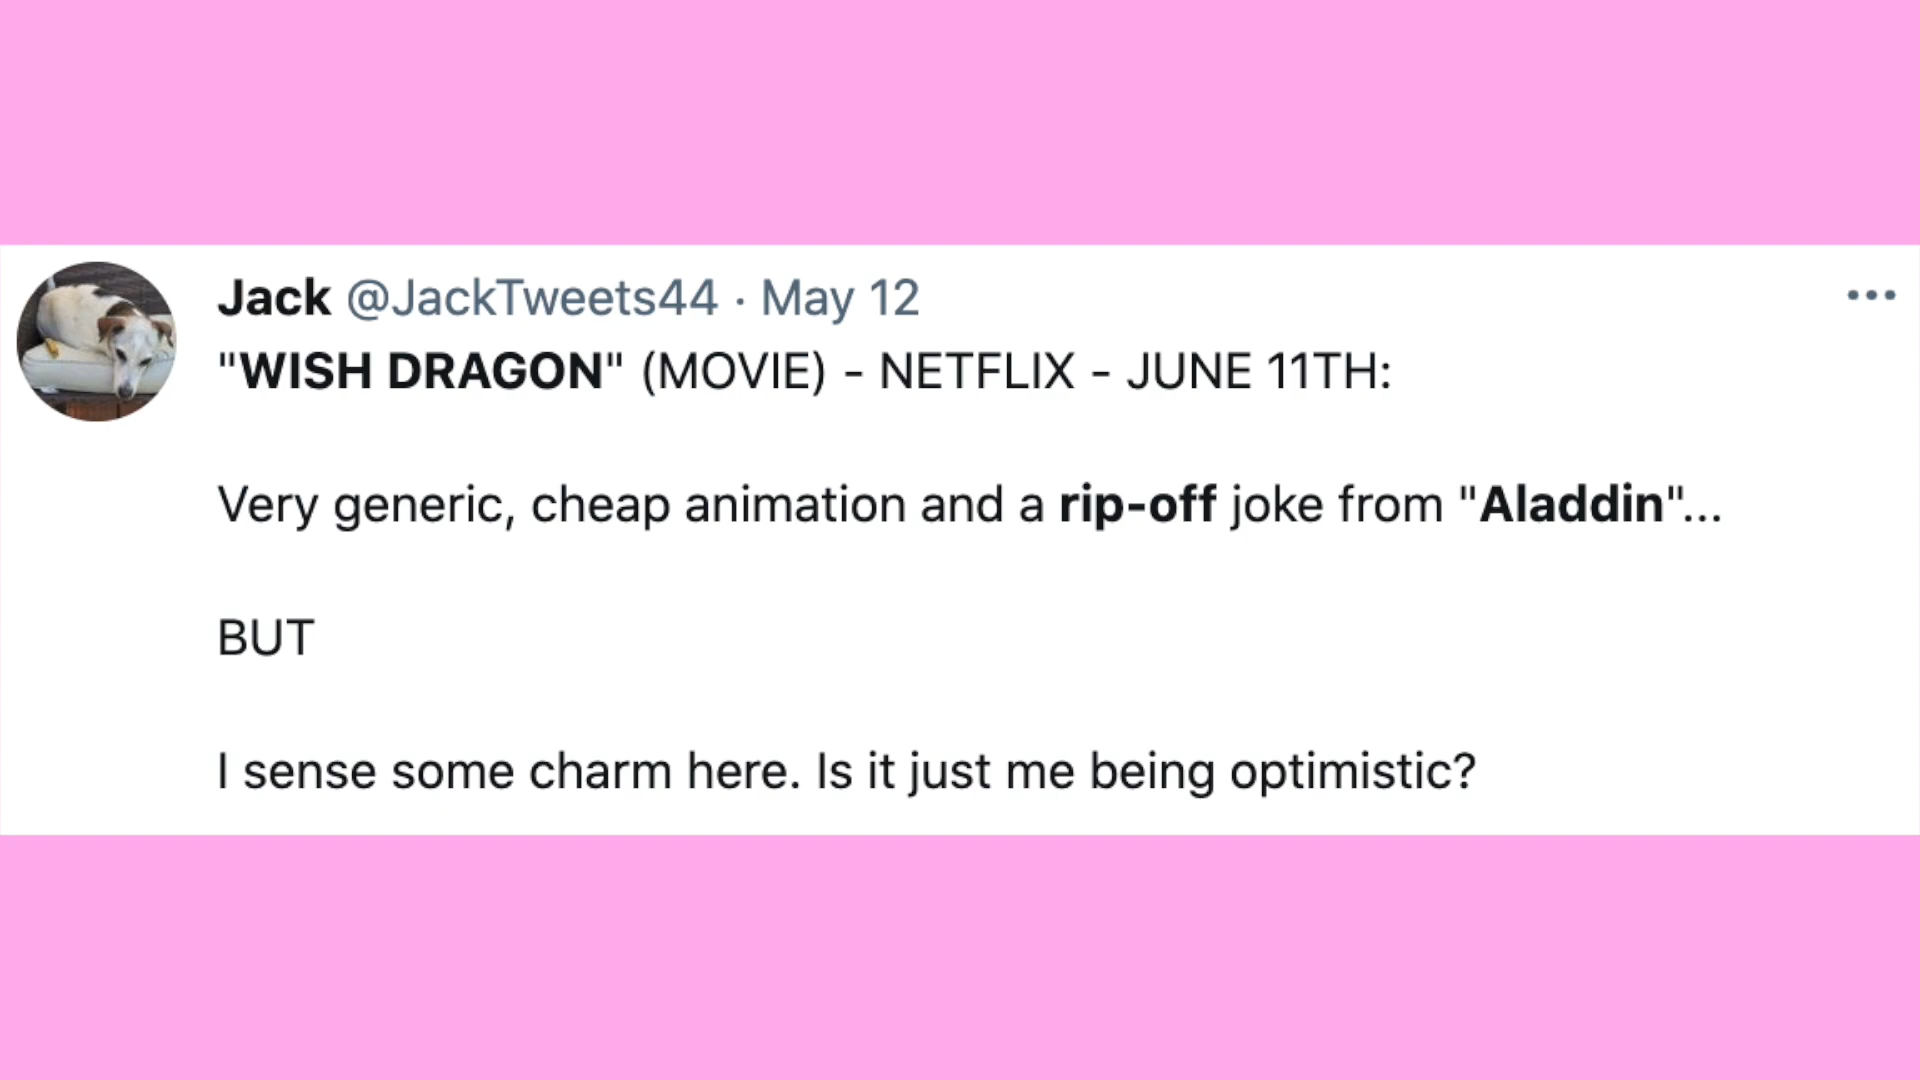 Jack @JackTweets44 · May 12
"WISH DRAGON" (MOVIE) - NETFLIX - JUNE 11TH:
Very generic, cheap animation and a rip-off joke from "Aladdin"...
BUT
I sense some charm here. Is it just me being optimistic?